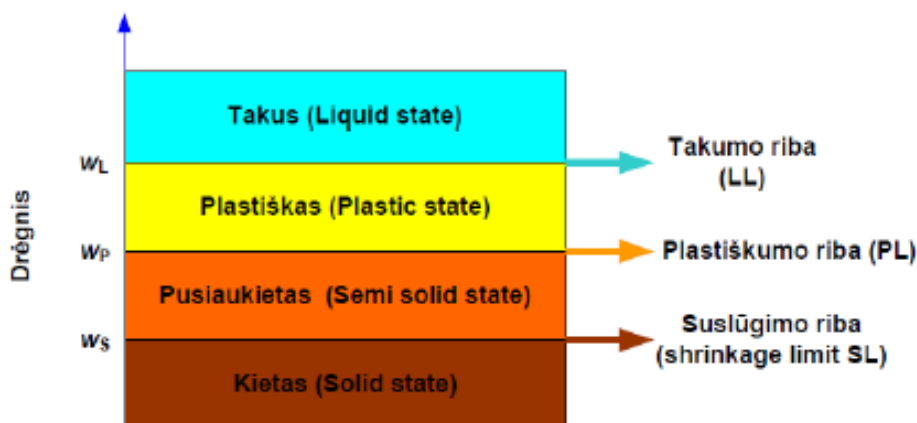 Takus (Liquid state)
wL
Takumo riba
(LL)
Plastiškas (Plastic state)
Drėgnis
wP
Plastiškumo riba (PL)
Pusiaukietas (Semi solid state)
wS
Suslūgimo riba
(shrinkage limit SL)
Kietas (Solid state)